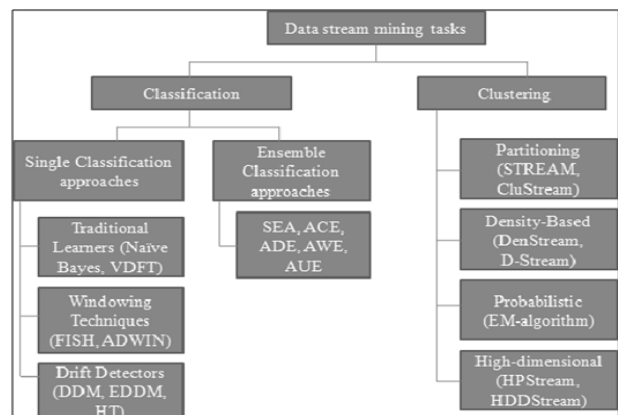 Data stream mining tasks
Classification
Clustering
Single Classification
approaches
Ensemble
Classification
approaches
Traditional
Learners (Naïve
Bayes, VDFT)
Windowing
Techniques
(FISH, ADWIN)
Drift Detectors
(DDM, EDDM,
HT)
SEA, ACE,
ADE, AWE,
AUE
Partitioning
(STREAM,
CluStream)
Density-Based
(DenStream,
D-Stream)
Probabilistic
(EM-algorithm)
High-dimensional
(HPStream,
HDDStream)